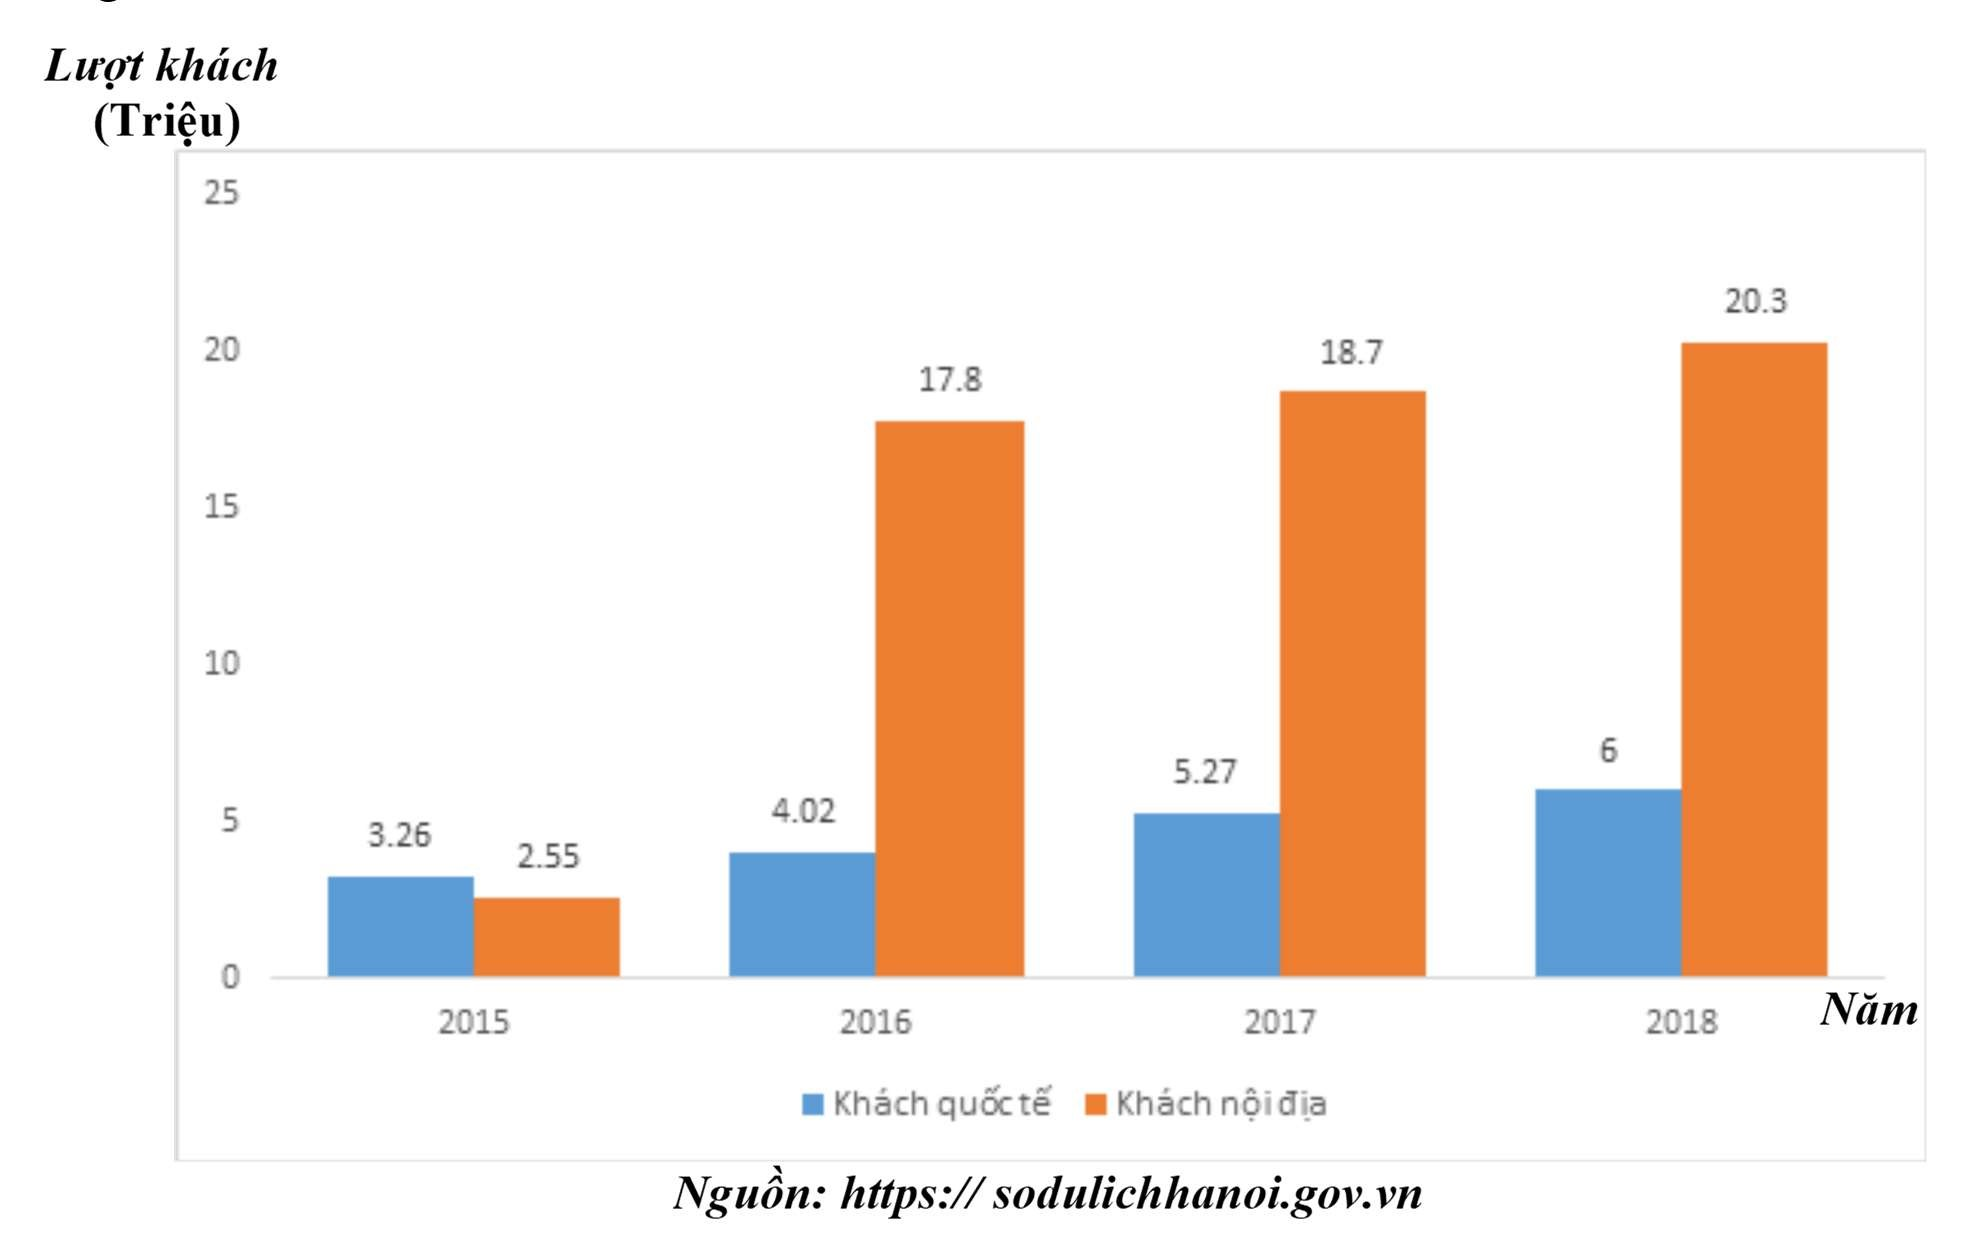 Lượt khách
(Triệu)
25
20
15
10
5
0
3.26
2.55
4.02
17.8
5.27
18.7
6
20.3
2015 2016 2017 2018 Năm
Khách quốc tế Khách nội địa
Nguồn: https:// sodulichhanoi.gov.vn